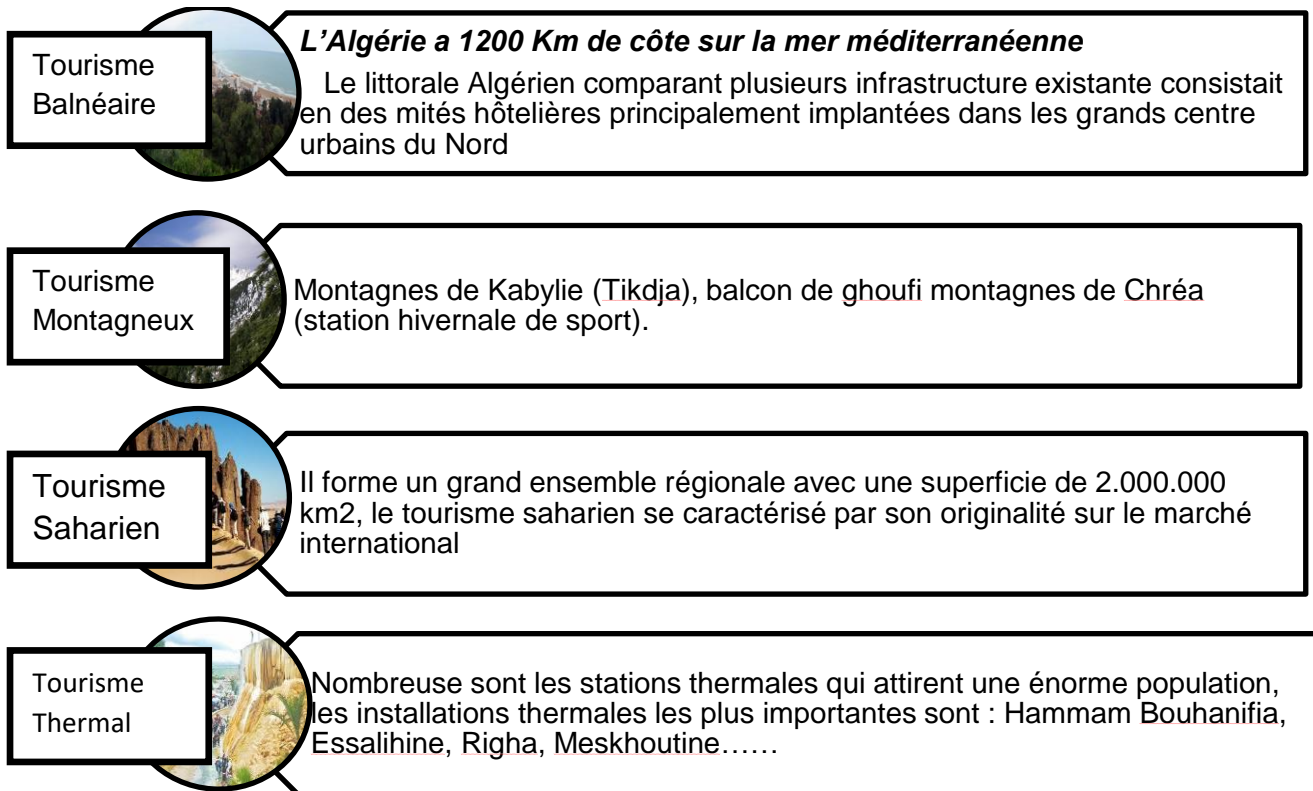 Tourisme
Balnéaire
L'Algérie a 1200 Km de côte sur la mer méditerranéenne
Le littorale Algérien comparant plusieurs infrastructure existante consistait
en des mités hôtelières principalement implantées dans les grands centre
urbains du Nord
Tourisme
Montagneux
Montagnes de Kabylie (Tikdja), balcon de ghoufi montagnes de Chréa
(station hivernale de sport).
Tourisme
Saharien
Il forme un grand ensemble régionale avec une superficie de 2.000.000
km2, le tourisme saharien se caractérisé par son originalité sur le marché
international
Tourisme
Thermal
Nombreuse sont les stations thermales qui attirent une énorme population,
les installations thermales les plus importantes sont : Hammam Bouhanifia,
Essalihine, Righa, Meskhoutine……